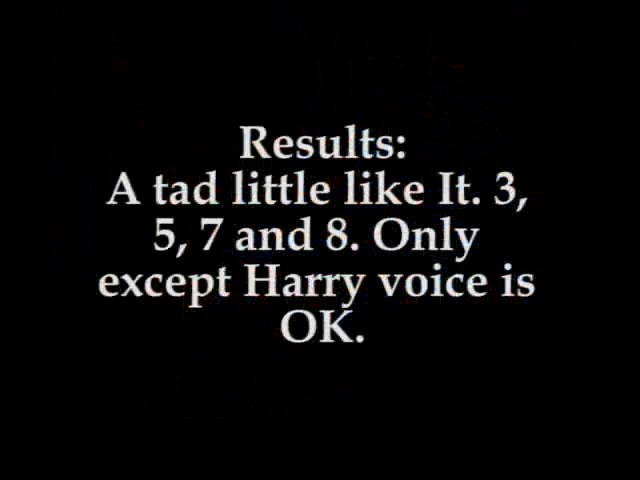 Results:
A tad little like It. 3,
5, 7 and 8. Only
except Harry voice is
OK.